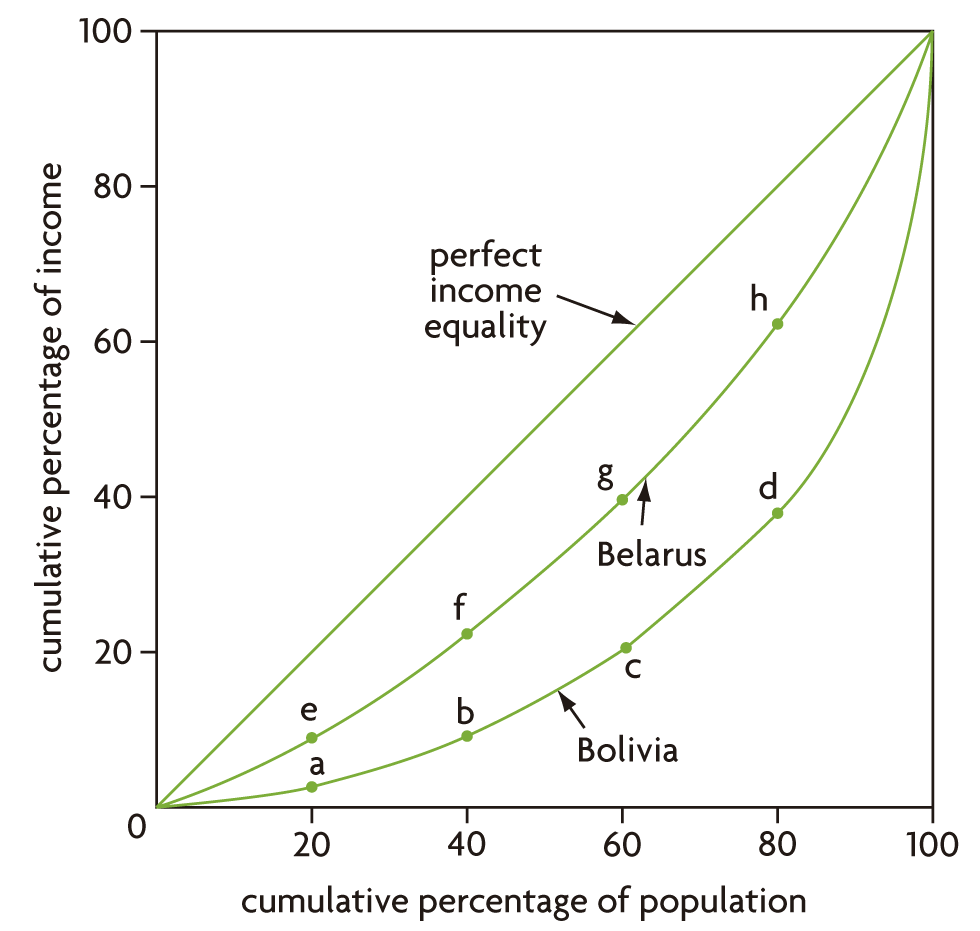 100
80
60
40
20
0
cumulative percentage of income
perfect
income
equality
h
g
d
Belarus
f
c
e
b
a
Bolivia
20
40
60
80
100
cumulative percentage of population